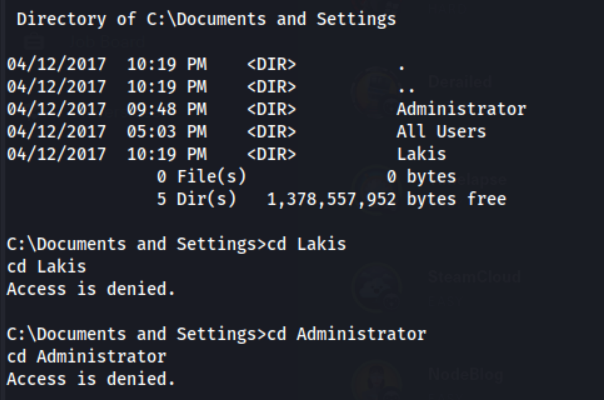 Directory of C:\Documents and Settings
04/12/2017  10:19 PM    <DIR>          .
04/12/2017  10:19 PM    <DIR>          ..
04/12/2017  09:48 PM    <DIR>          Administrator
04/12/2017  05:03 PM    <DIR>          All Users
04/12/2017  10:19 PM    <DIR>          Lakis
               0 File(s)              0 bytes
               5 Dir(s)   1,378,557,952 bytes free
C:\Documents and Settings>cd Lakis
cd Lakis
Access is denied.
SteamCloud
C:\Documents and Settings>cd Administrator
cd Administrator
Access is denied.
NodeBlog